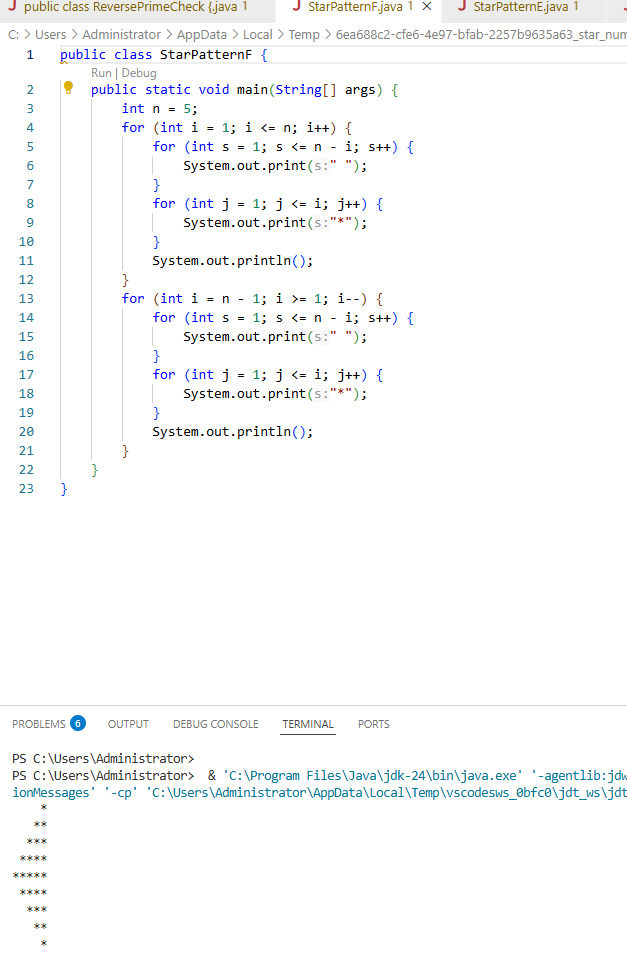 public class ReversePrimeCheck {.java 1 StarPatternF.java 1 StarPatternE.java 1
C: > Users > Administrator > AppData > Local > Temp > 6ea688c2-cfe6-4e97-bfab-2257b9635a63_star_num
1 public class StarPatternF {
Run | Debug
2 public static void main(String[] args) {
3 int n = 5;
4 for (int i = 1; i <= n; i++) {
5 for (int s = 1; s <= n - i; s++) {
6 System.out.print(s:" ");
7 }
8 for (int j = 1; j <= i; j++) {
9 System.out.print(s:"*");
10 }
11 System.out.println();
12 }
13 for (int i = n - 1; i >= 1; i--) {
14 for (int s = 1; s <= n - i; s++) {
15 System.out.print(s:" ");
16 }
17 for (int j = 1; j <= i; j++) {
18 System.out.print(s:"*");
19 }
20 System.out.println();
21 }
22 }
23 }
PROBLEMS 6 OUTPUT DEBUG CONSOLE TERMINAL PORTS
PS C:\Users\Administrator>
PS C:\Users\Administrator> & 'C:\Program Files\Java\jdk-24\bin\java.exe' '-agentlib:jdw
ionMessages' '-cp' 'C:\Users\Administrator\AppData\Local\Temp\vscodesws_0bfc0\jdt_ws\jdt
*
**
***
****
*****
****
***
**
*